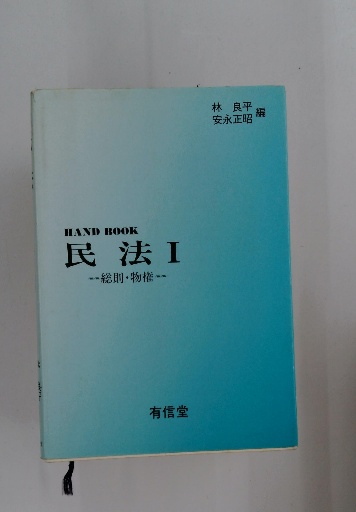 林 良平
安永正昭 編
HAND BOOK
民 法 I
━総則・物権━
有信堂